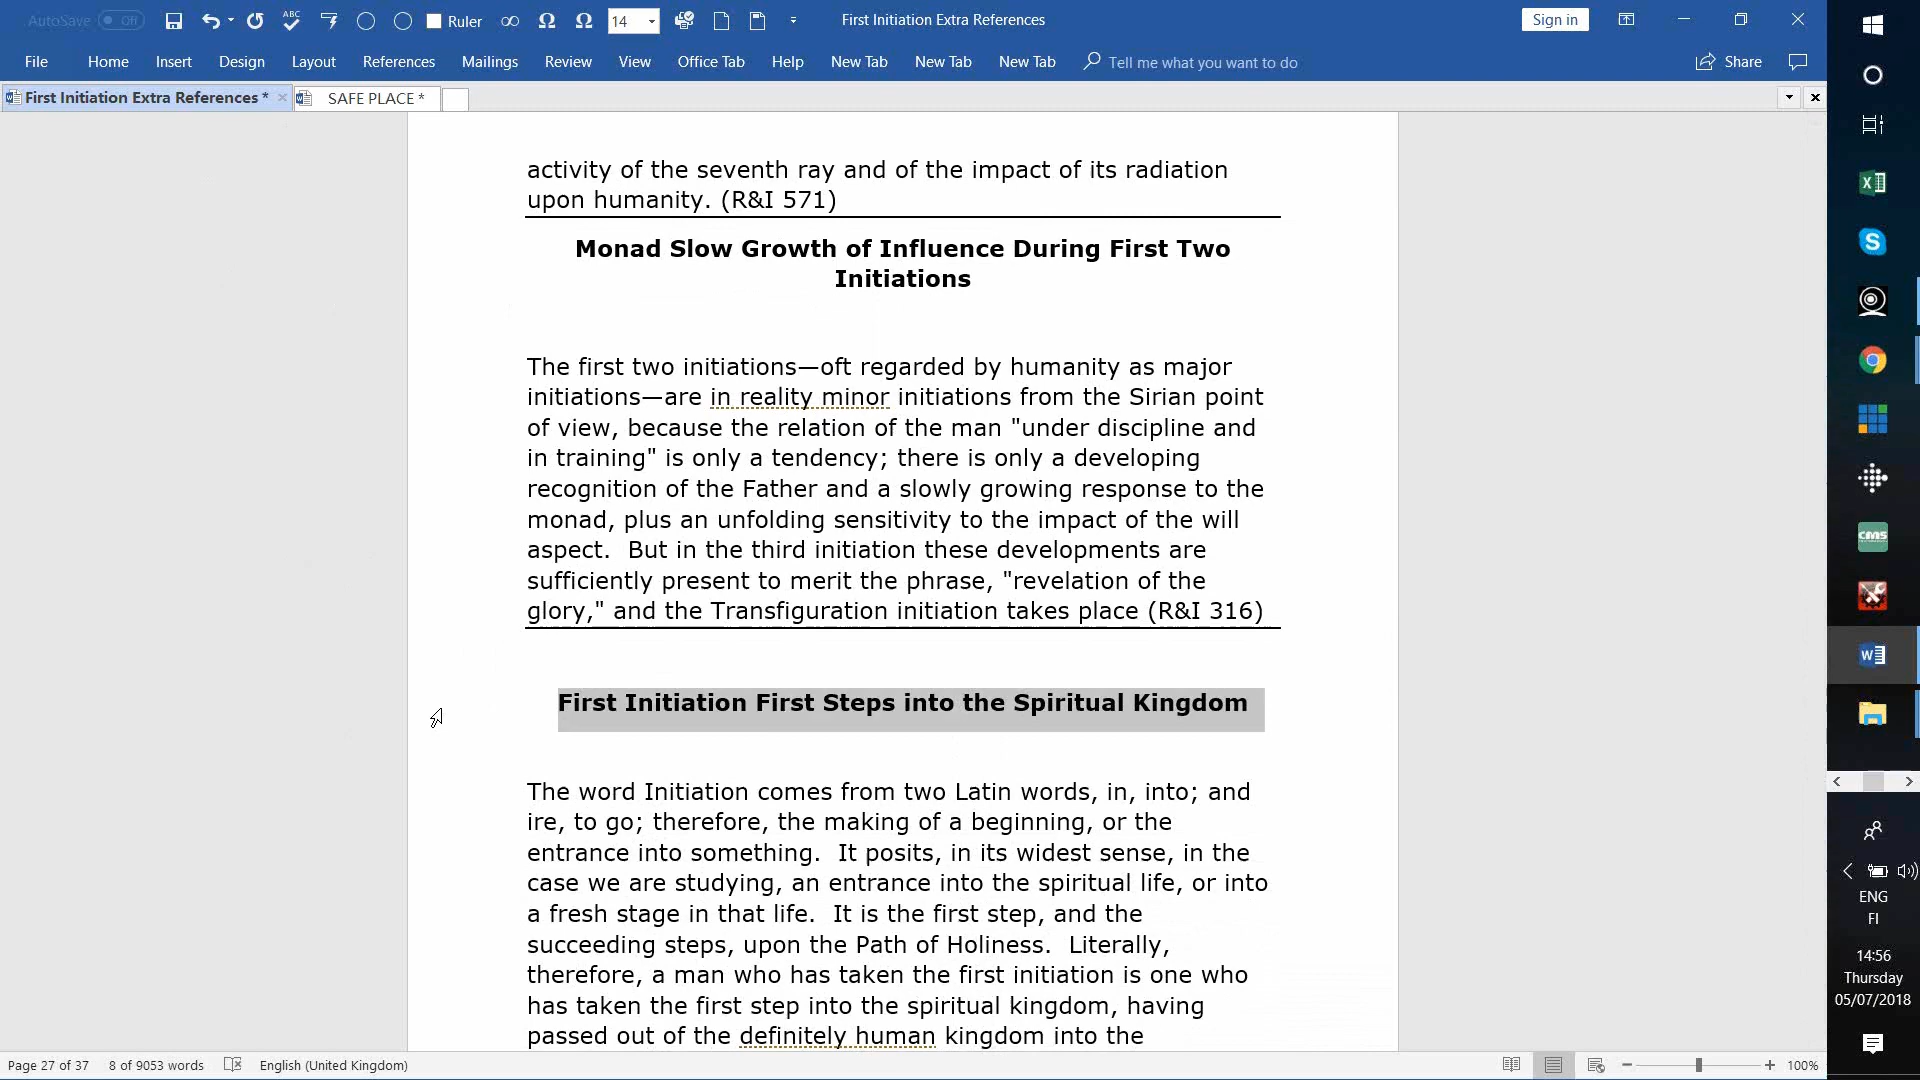 AutoSave Off ABC Ruler 14 First Initiation Extra References Sign in
File Home Insert Design Layout References Mailings Review View Office Tab Help New Tab New Tab New Tab Tell me what you want to do Share
First Initiation Extra References * SAFE PLACE *
activity of the seventh ray and of the impact of its radiation
upon humanity. (R&I 571)
Monad Slow Growth of Influence During First Two
Initiations
The first two initiations—oft regarded by humanity as major
initiations—are in reality minor initiations from the Sirian point
of view, because the relation of the man "under discipline and
in training" is only a tendency; there is only a developing
recognition of the Father and a slowly growing response to the
monad, plus an unfolding sensitivity to the impact of the will
aspect.  But in the third initiation these developments are
sufficiently present to merit the phrase, "revelation of the
glory," and the Transfiguration initiation takes place (R&I 316)
First Initiation First Steps into the Spiritual Kingdom
The word Initiation comes from two Latin words, in, into; and
ire, to go; therefore, the making of a beginning, or the
entrance into something.  It posits, in its widest sense, in the
case we are studying, an entrance into the spiritual life, or into
a fresh stage in that life.  It is the first step, and the
succeeding steps, upon the Path of Holiness.  Literally,
therefore, a man who has taken the first initiation is one who
has taken the first step into the spiritual kingdom, having
passed out of the definitely human kingdom into the
Page 27 of 37 8 of 9053 words English (United Kingdom) 100%
cms
ENG
FI
14:56
Thursday
05/07/2018